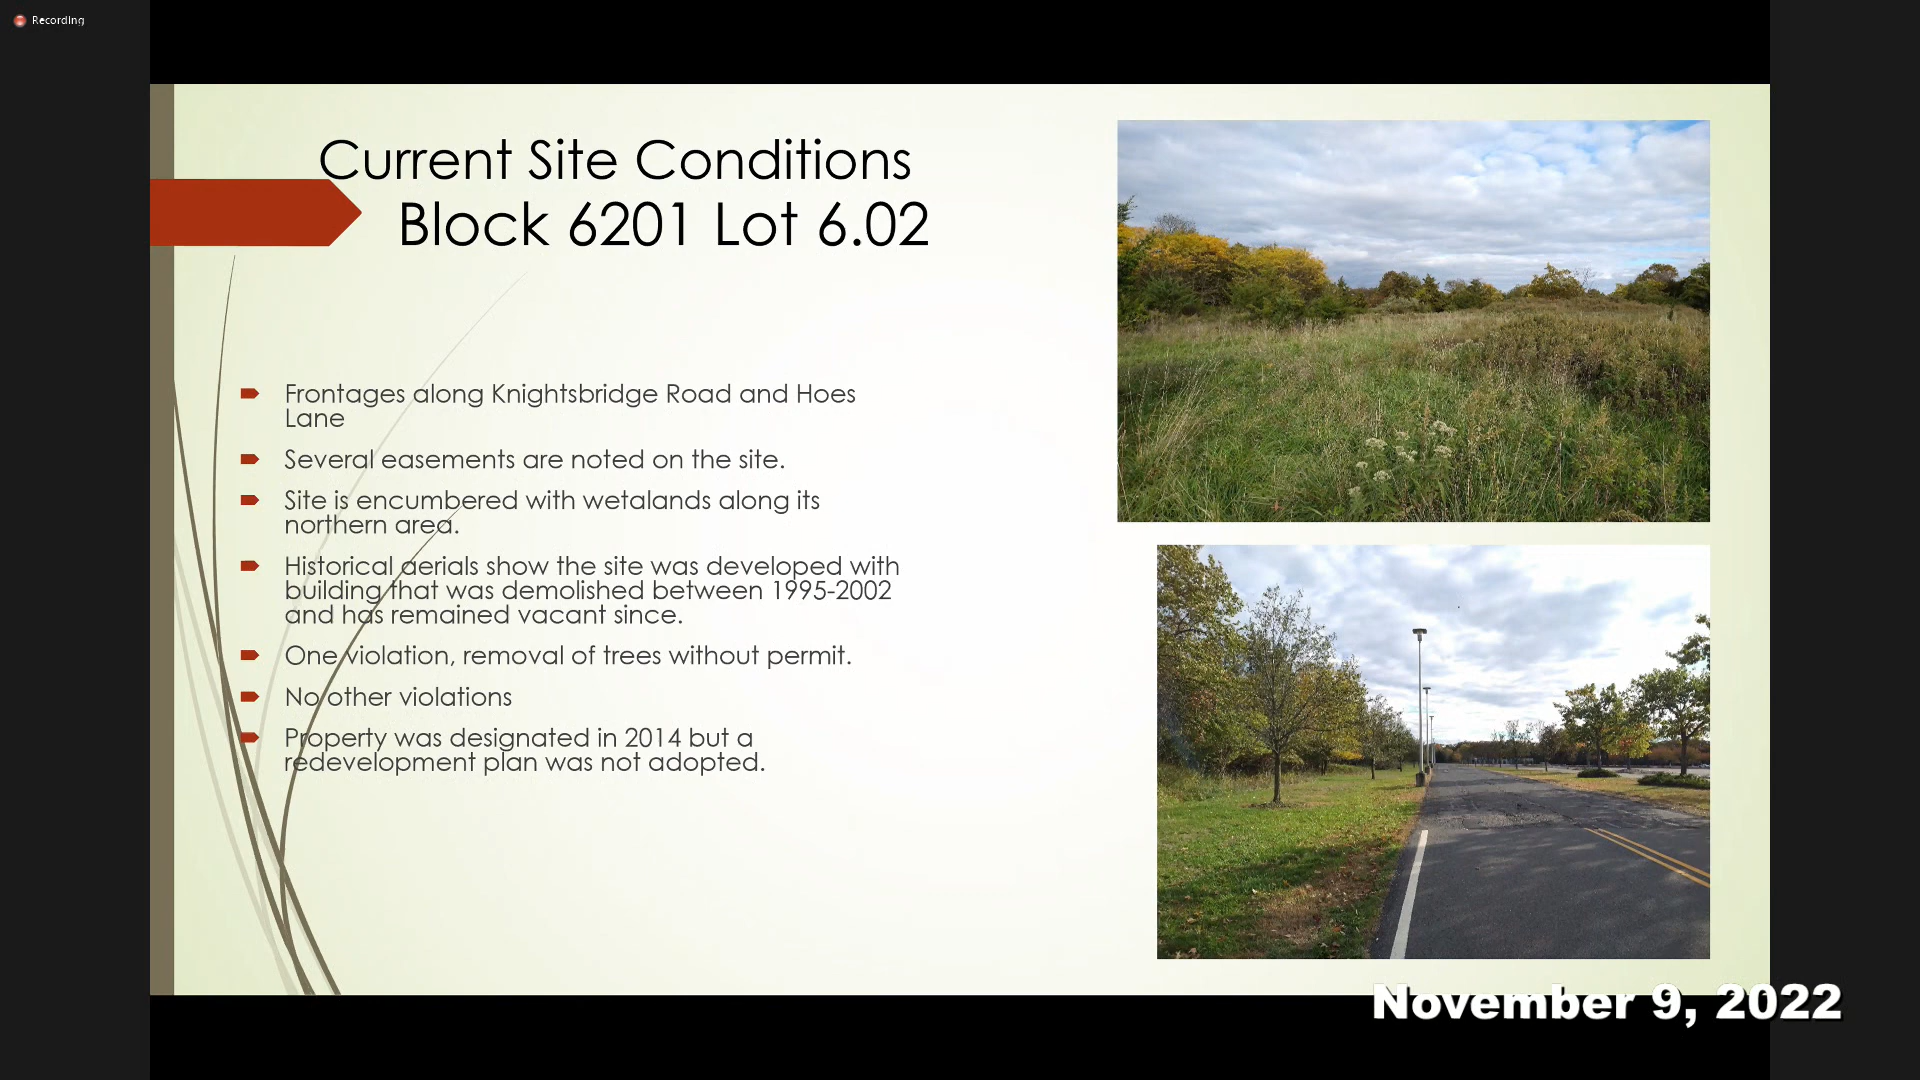 Recording
Current Site Conditions
Block 6201 Lot 6.02
Frontages along Knightsbridge Road and Hoes
Lane
Several easements are noted on the site.
Site is encumbered with wetalands along its
northern area.
Historical aerials show the site was developed with
building that was demolished between 1995-2002
and has remained vacant since.
One violation, removal of trees without permit.
No other violations
Property was designated in 2014 but a
redevelopment plan was not adopted.
November 9, 2022